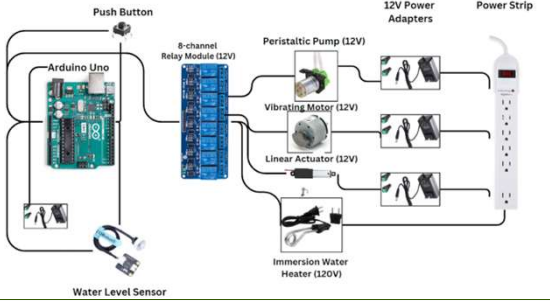 Push Button
12V Power
Adapters
Power Strip
8-channel
Relay Module (12V)
Peristaltic Pump (12V)
Arduino Uno
Vibrating Motor (12V)
Linear Actuator (12V)
Immersion Water
Heater (120V)
Water Level Sensor